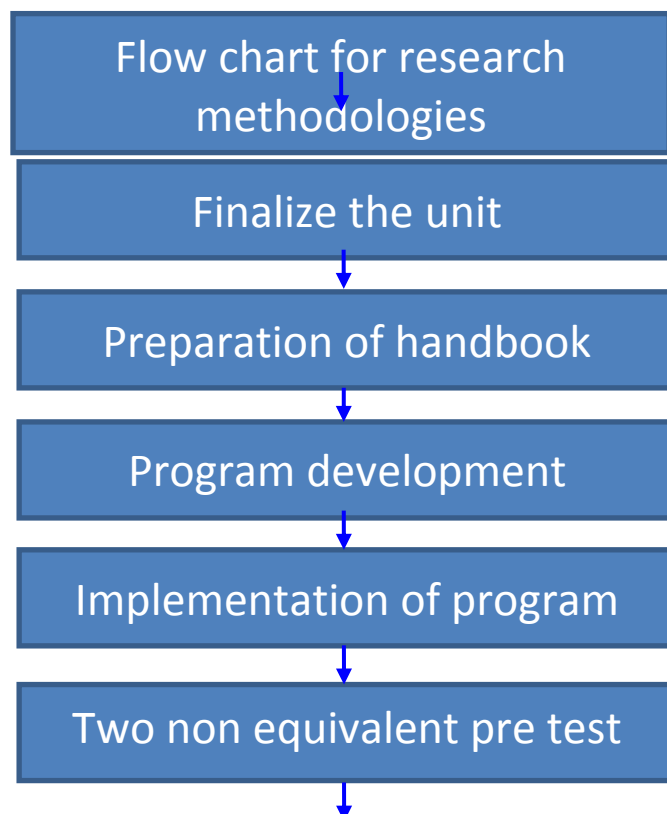 Flow chart for research
methodologies
Finalize the unit
Preparation of handbook
Program development
Implementation of program
Two non equivalent pre test